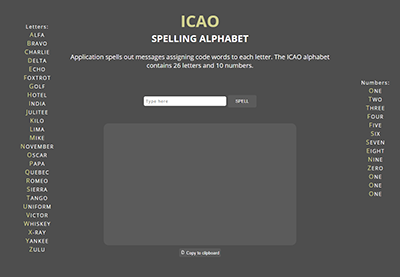 ICAO
SPELLING ALPHABET
Application spells out messages assigning code words to each letter. The ICAO alphabet
contains 26 letters and 10 numbers.
Letters:
Alfa
Bravo
Charlie
Delta
Echo
Foxtrot
Golf
Hotel
India
Julitee
Kilo
Lima
Mike
November
Oscar
Papa
Quebec
Romeo
Sierra
Tango
Uniform
Victor
Whiskey
X-ray
Yankee
Zulu
Type here
SPELL
Copy to clipboard
Numbers:
One
Two
Three
Four
Five
Six
Seven
Eight
Nine
Zero
One
One
One